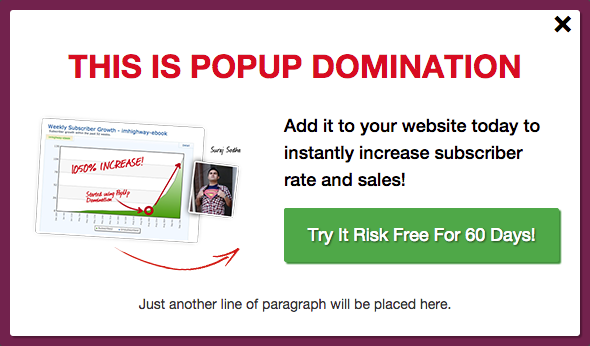 THIS IS POPUP DOMINATION
Weekly Subscriber Growth - imhighway-ebook
1050% INCREASE!
Started using PopUp
Domination
Add it to your website today to
instantly increase subscriber
rate and sales!
Try It Risk Free For 60 Days!
Just another line of paragraph will be placed here.